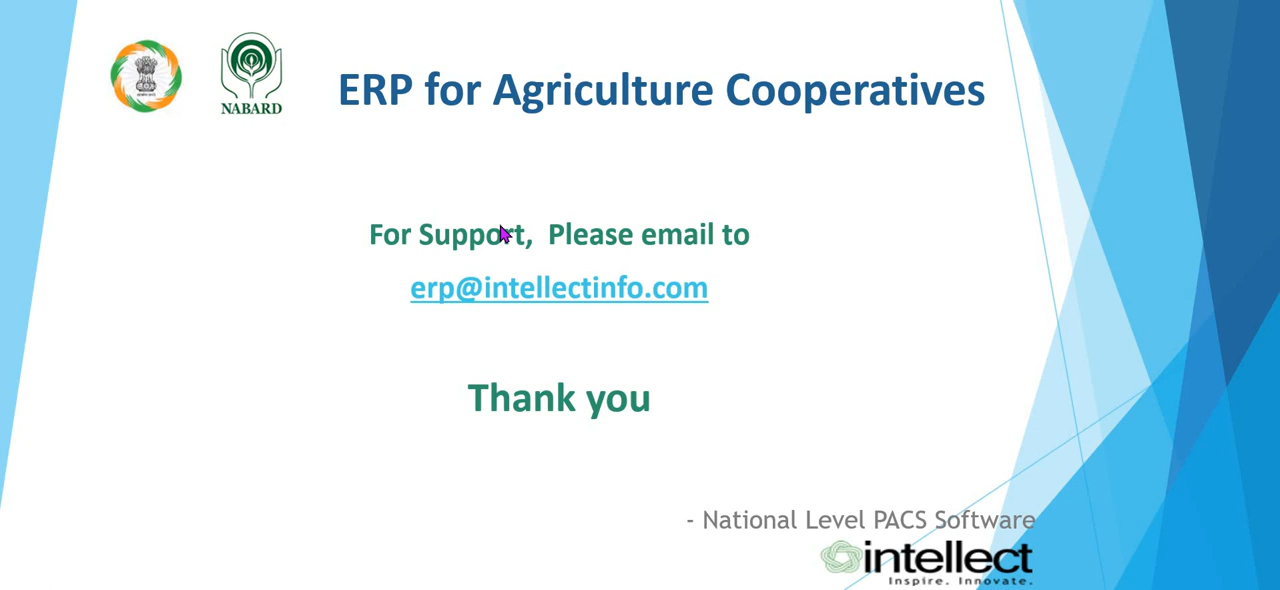 NABARD
ERP for Agriculture Cooperatives
For Support, Please email to
erp@intellectinfo.com
Thank you
- National Level PACS Software
intellect
Inspire. Innovate.